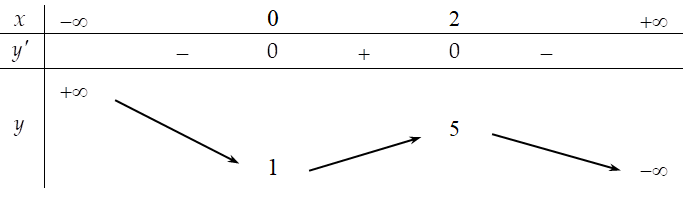 x −∞ 0 2 +∞
y′ − 0 + 0 −
+∞
y 5
1 −∞